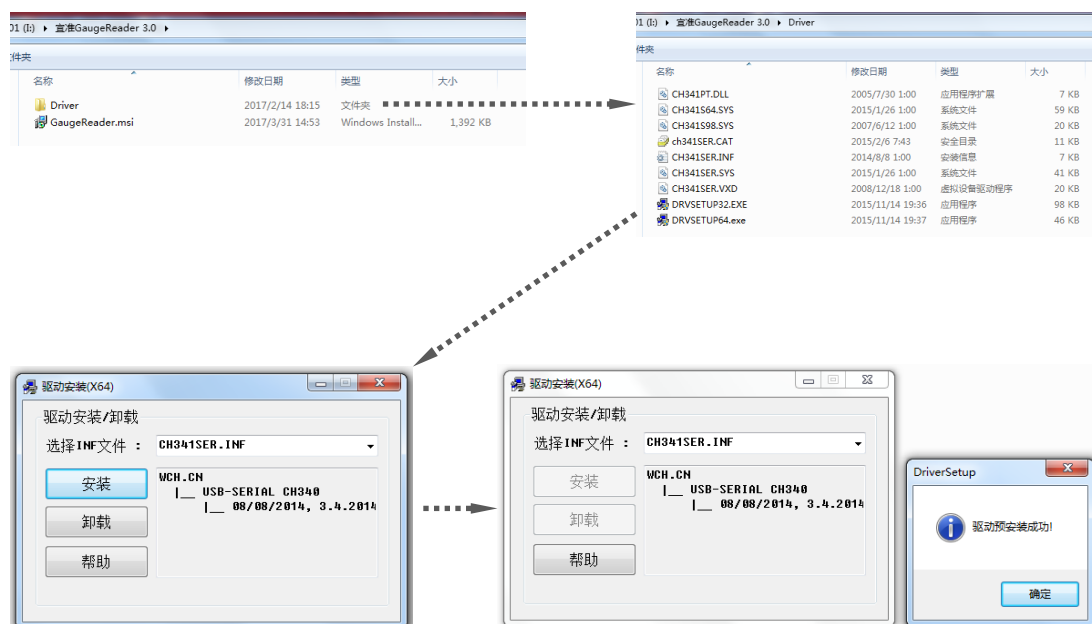 01 (I:) ▸ 宣准GaugeReader 3.0 ▸
件夹
名称 修改日期 类型 大小
Driver 2017/2/14 18:15 文件夹
GaugeReader.msi 2017/3/31 14:53 Windows Install... 1,392 KB
01 (I:) ▸ 宣准GaugeReader 3.0 ▸ Driver
件夹
名称 修改日期 类型 大小
CH341PT.DLL 2005/7/30 1:00 应用程序扩展 7 KB
CH341S64.SYS 2015/1/26 1:00 系统文件 59 KB
CH341S98.SYS 2007/6/12 1:00 系统文件 20 KB
ch341SER.CAT 2015/2/6 7:43 安全目录 11 KB
CH341SER.INF 2014/8/8 1:00 安装信息 7 KB
CH341SER.SYS 2015/1/26 1:00 系统文件 41 KB
CH341SER.VXD 2008/12/18 1:00 虚拟设备驱动程序 20 KB
DRVSETUP32.EXE 2015/11/14 19:36 应用程序 98 KB
DRVSETUP64.exe 2015/11/14 19:37 应用程序 46 KB
驱动安装(X64)
驱动安装/卸载
选择INF文件 : CH341SER.INF
安装
卸载
帮助
WCH.CN
|__ USB-SERIAL CH340
|__ 08/08/2014, 3.4.2014
驱动安装(X64)
驱动安装/卸载
选择INF文件 : CH341SER.INF
安装
卸载
帮助
WCH.CN
|__ USB-SERIAL CH340
|__ 08/08/2014, 3.4.2014
DriverSetup
驱动预安装成功!
确定